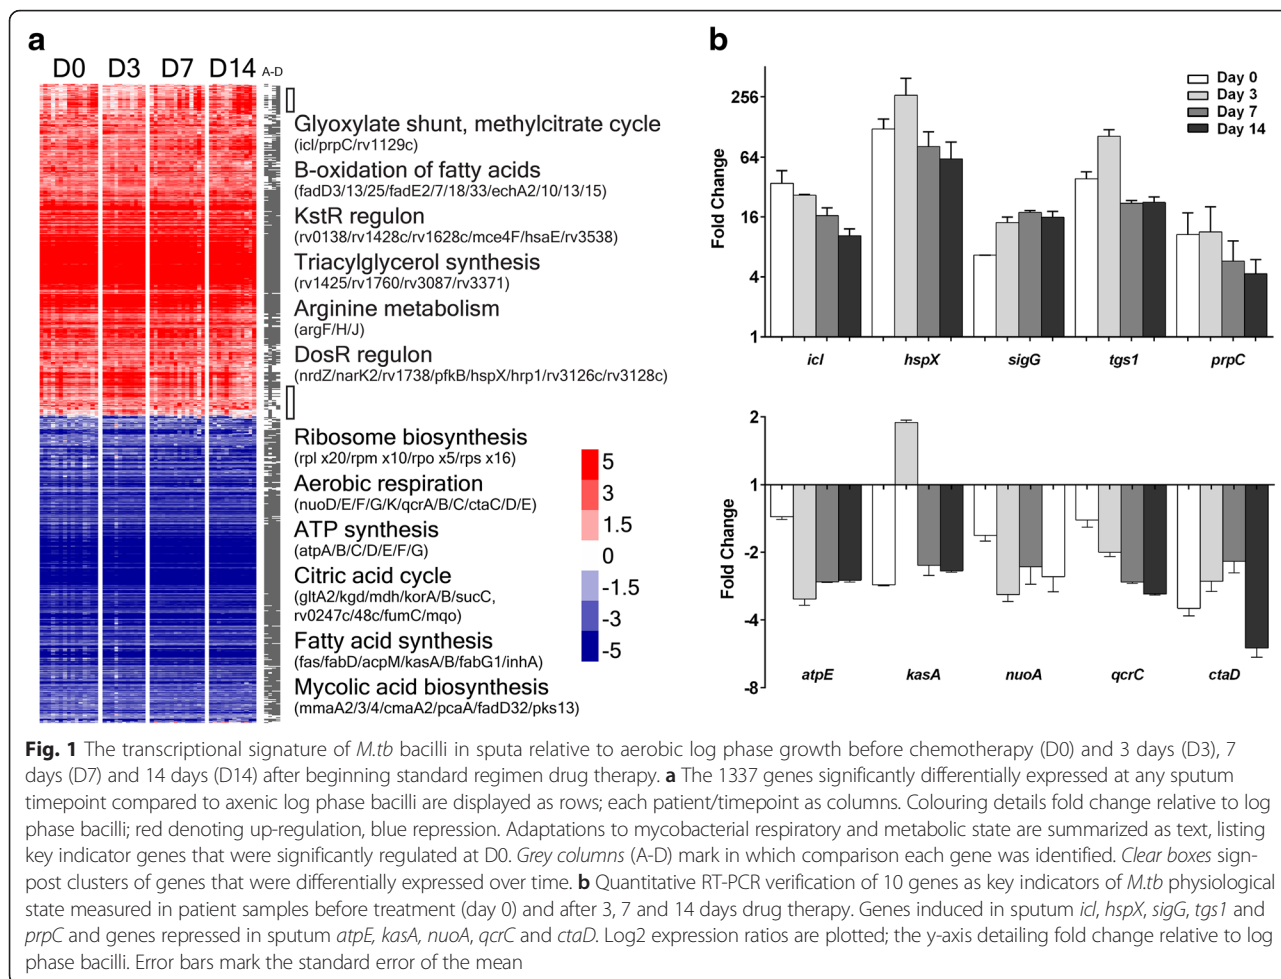 a
D0 D3 D7 D14 A-D
Glyoxylate shunt, methylcitrate cycle
(icl/prpC/rv1129c)
B-oxidation of fatty acids
(fadD3/13/25/fadE2/7/18/33/echA2/10/13/15)
KstR regulon
(rv0138/rv1428c/rv1628c/mce4F/hsaE/rv3538)
Triacylglycerol synthesis
(rv1425/rv1760/rv3087/rv3371)
Arginine metabolism
(argF/H/J)
DosR regulon
(nrdZ/narK2/rv1738/pfkB/hspX/hrp1/rv3126c/rv3128c)
Ribosome biosynthesis
(rpl x20/rpm x10/rpo x5/rps x16)
Aerobic respiration
(nuoD/E/F/G/K/qcrA/B/C/ctaC/D/E)
ATP synthesis
(atpA/B/C/D/E/F/G)
Citric acid cycle
(gltA2/kgd/mdh/korA/B/sucC,
rv0247c/48c/fumC/mqo)
Fatty acid synthesis
(fas/fabD/acpM/kasA/B/fabG1/inhA)
Mycolic acid biosynthesis
(mmaA2/3/4/cmaA2/pcaA/fadD32/pks13)
5
3
1.5
0
-1.5
-3
-5
b
Day 0
Day 3
Day 7
Day 14
Fold Change
256
64
16
4
1
icl hspX sigG tgs1 prpC
Fold Change
2
1
-2
-4
-8
atpE kasA nuoA qcrC ctaD
Fig. 1 The transcriptional signature of M.tb bacilli in sputa relative to aerobic log phase growth before chemotherapy (D0) and 3 days (D3), 7
days (D7) and 14 days (D14) after beginning standard regimen drug therapy. a The 1337 genes significantly differentially expressed at any sputum
timepoint compared to axenic log phase bacilli are displayed as rows; each patient/timepoint as columns. Colouring details fold change relative to log
phase bacilli; red denoting up-regulation, blue repression. Adaptations to mycobacterial respiratory and metabolic state are summarized as text, listing
key indicator genes that were significantly regulated at D0. Grey columns (A-D) mark in which comparison each gene was identified. Clear boxes sign-
post clusters of genes that were differentially expressed over time. b Quantitative RT-PCR verification of 10 genes as key indicators of M.tb physiological
state measured in patient samples before treatment (day 0) and after 3, 7 and 14 days drug therapy. Genes induced in sputum icl, hspX, sigG, tgs1 and
prpC and genes repressed in sputum atpE, kasA, nuoA, qcrC and ctaD. Log2 expression ratios are plotted; the y-axis detailing fold change relative to log
phase bacilli. Error bars mark the standard error of the mean